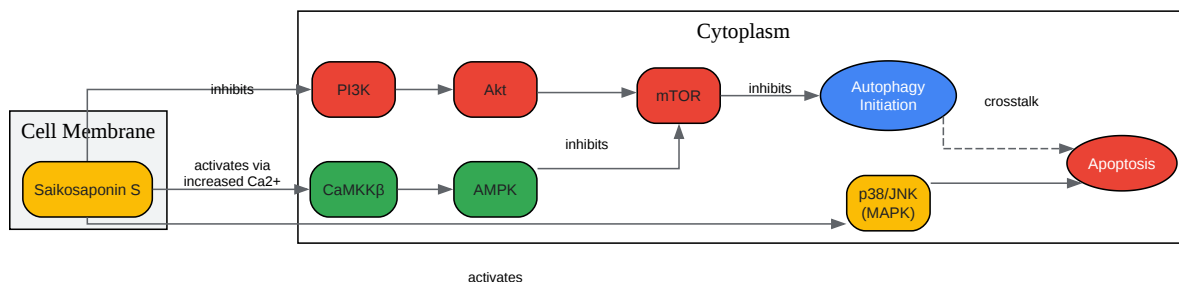 Cytoplasm
inhibits
PI3K
Akt
mTOR
inhibits
Autophagy
Initiation
crosstalk
Cell Membrane
Saikosaponin S
activates via
increased Ca2+
CaMKKβ
AMPK
inhibits
p38/JNK
(MAPK)
Apoptosis
activates